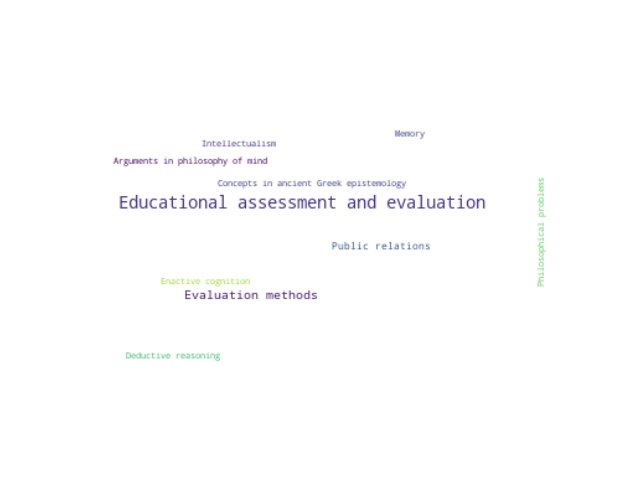 Memory
Intellectualism
Arguments in philosophy of mind
Concepts in ancient Greek epistemology
Educational assessment and evaluation
Philosophical problems
Public relations
Enactive cognition
Evaluation methods
Deductive reasoning